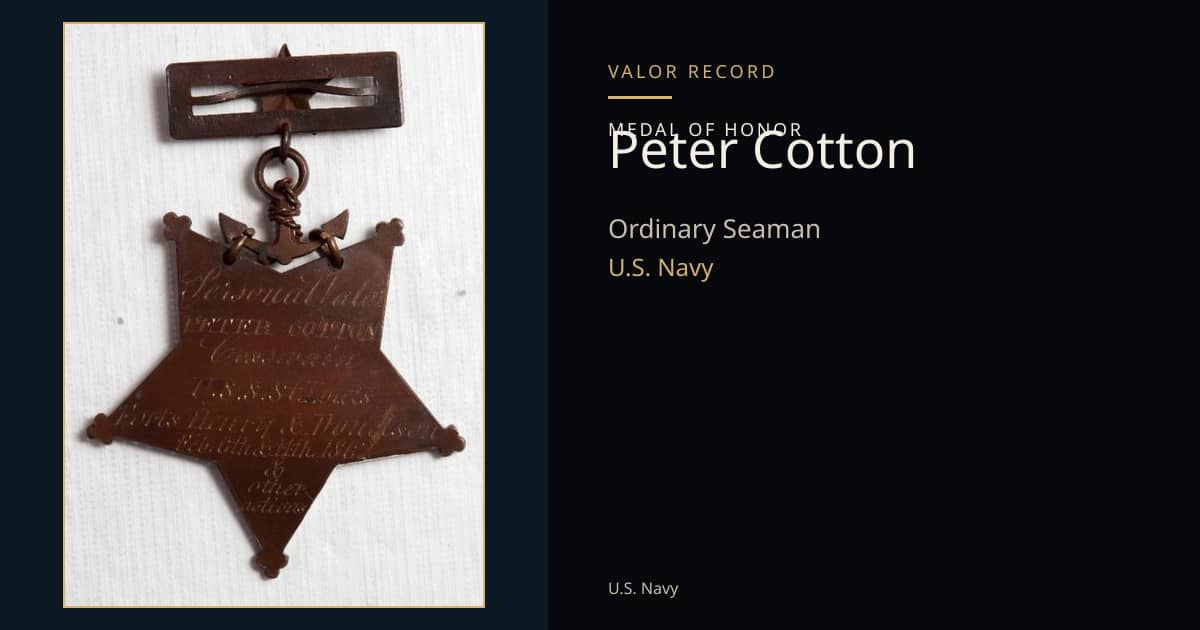 Personal Valor
PETER COTTON
Coxswain
U.S.S. St. Louis
Forts Henry & Donelson
Feb. 6th & 14th, 186
&
other
actions
VALOR RECORD
MEDAL OF HONOR
Peter Cotton
Ordinary Seaman
U.S. Navy
U.S. Navy